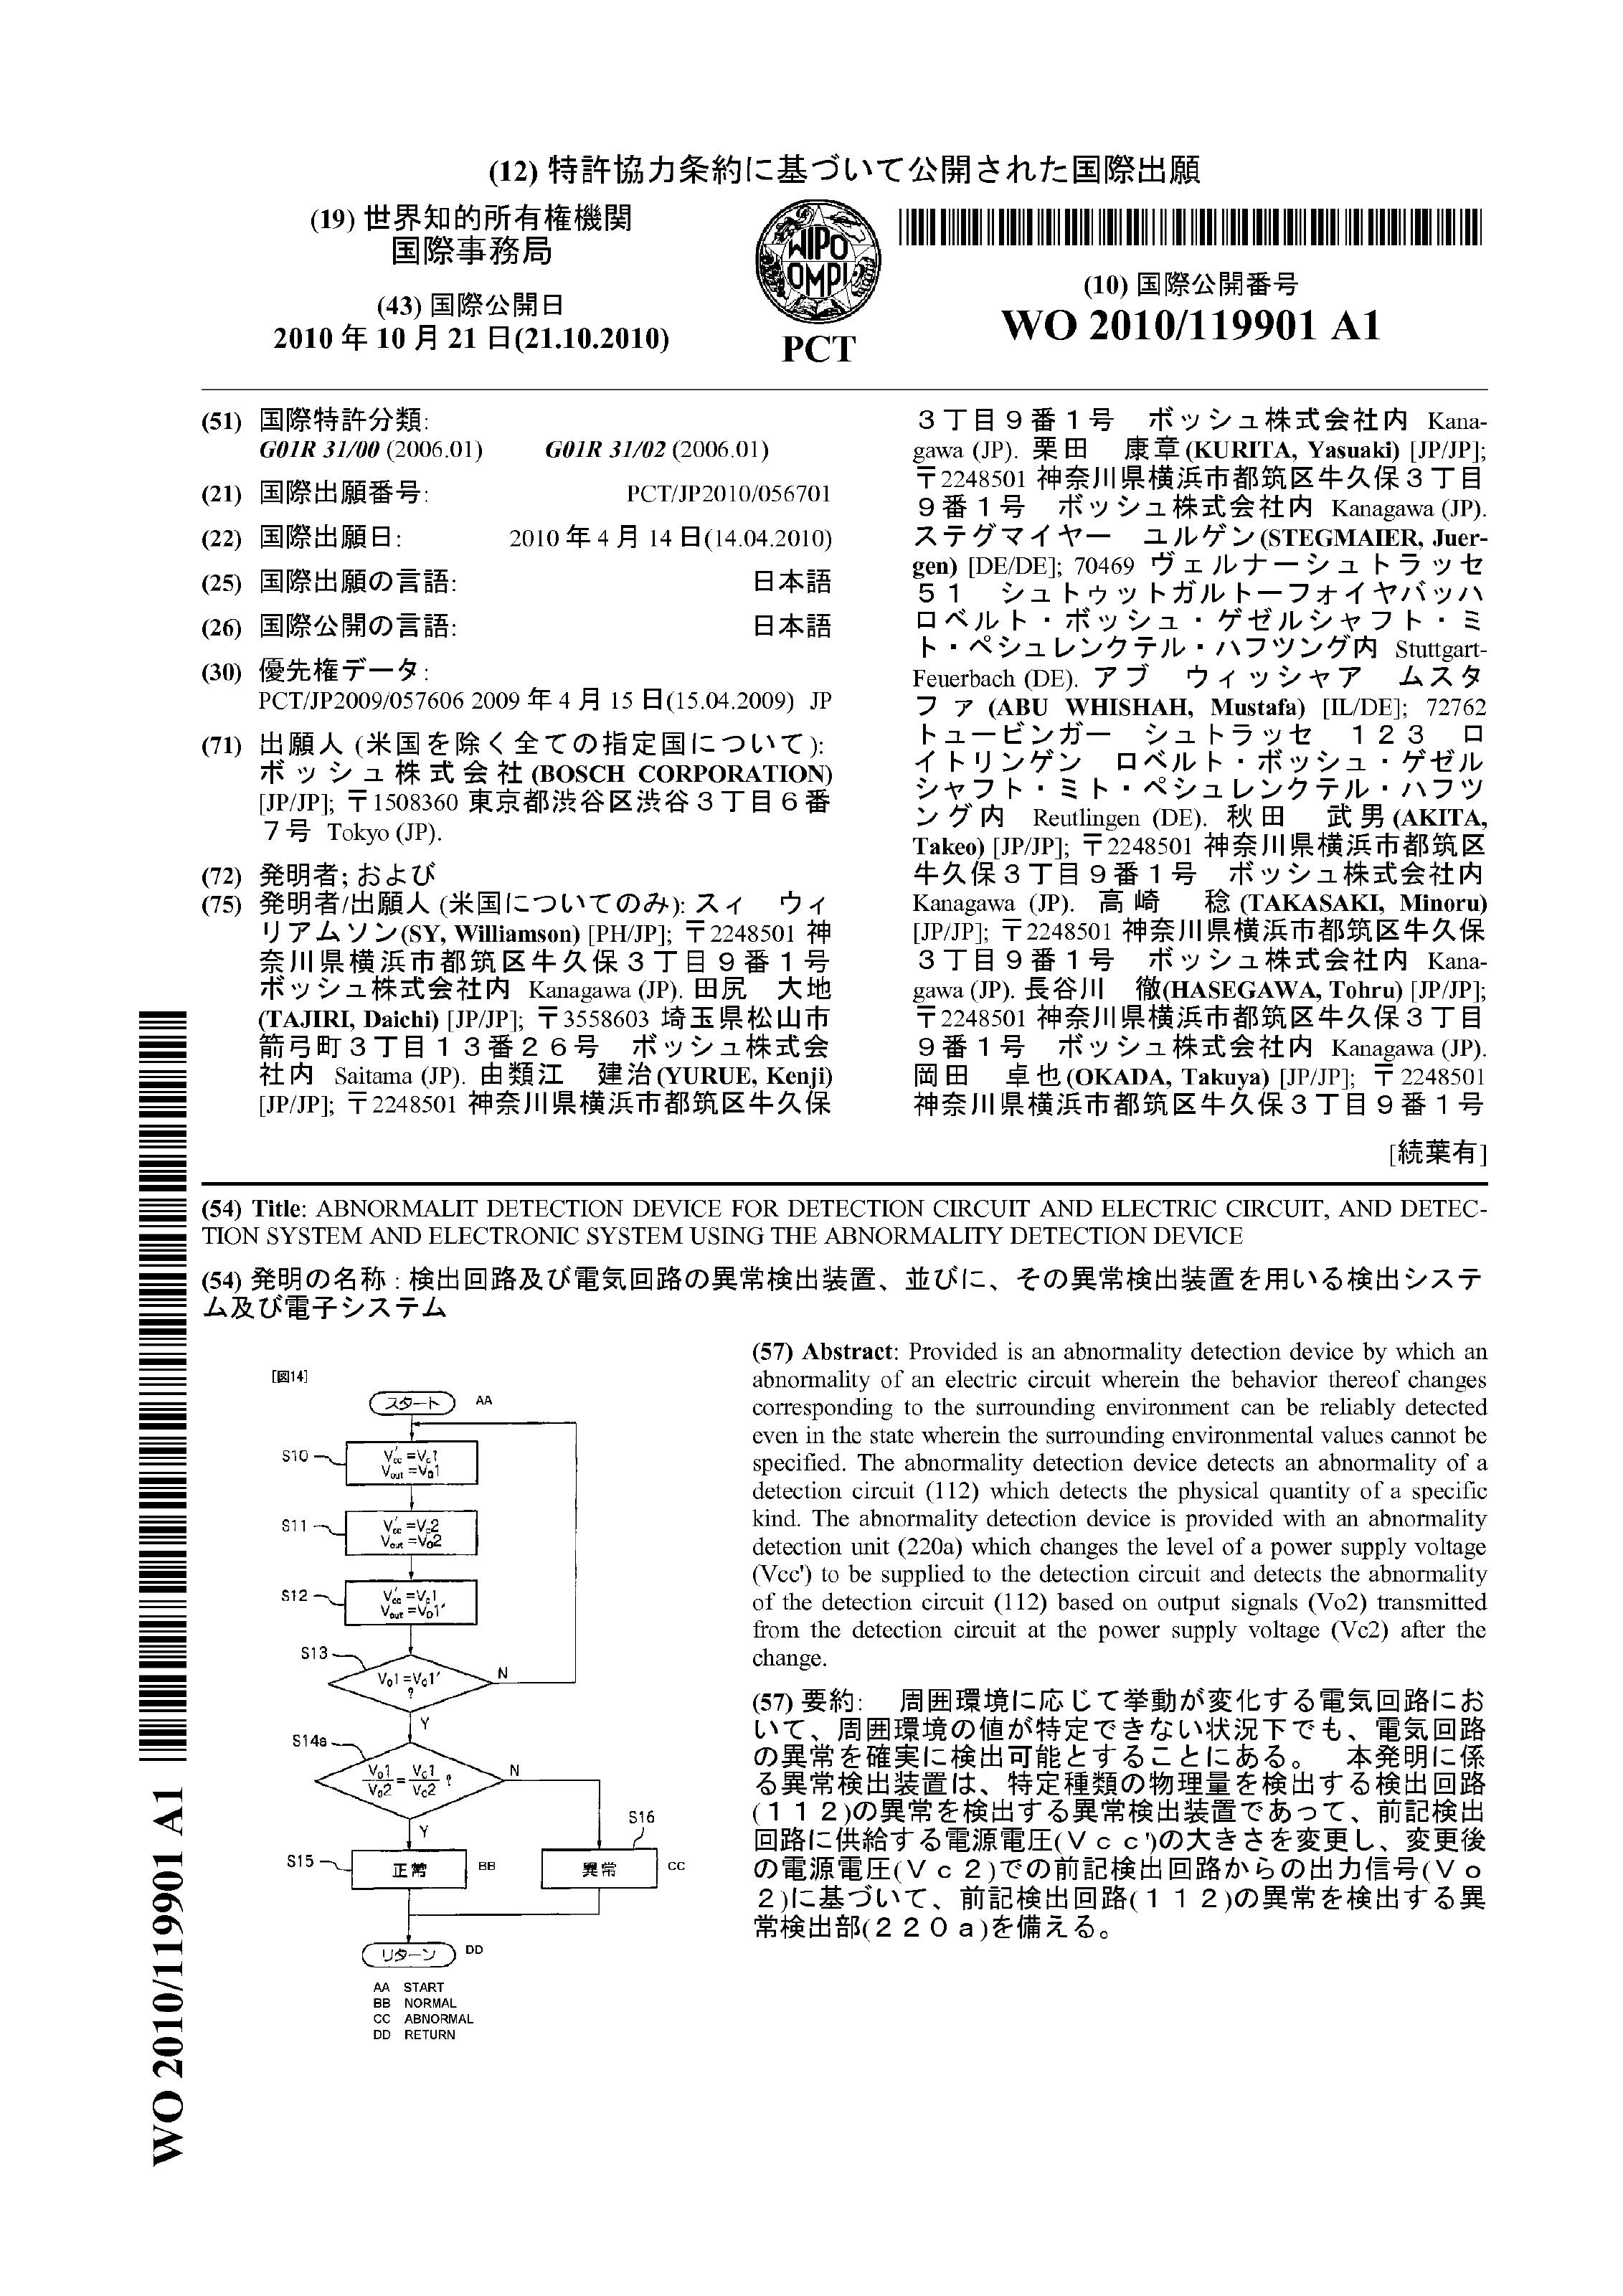 (12) 特許協力条約に基づいて公開された国際出願
(19) 世界知的所有権機関
国際事務局
(43) 国際公開日
2010 年 10 月 21 日(21.10.2010)
WIPO
OMPI
PCT
(10) 国際公開番号
WO 2010/119901 A1
(51) 国際特許分類:
G01R 31/00 (2006.01) G01R 31/02 (2006.01)
(21) 国際出願番号: PCT/JP2010/056701
(22) 国際出願日: 2010 年 4 月 14 日(14.04.2010)
(25) 国際出願の言語: 日本語
(26) 国際公開の言語: 日本語
(30) 優先権データ:
PCT/JP2009/057606 2009 年 4 月 15 日(15.04.2009) JP
(71) 出願人 (米国を除く全ての指定国について):
ボッシュ株式会社 (BOSCH CORPORATION)
[JP/JP]; 〒1508360 東京都渋谷区渋谷3丁目6番
7号 Tokyo (JP).
(72) 発明者; および
(75) 発明者/出願人 (米国についてのみ): スィ ウィ
リアムソン(SY, Williamson) [PH/JP]; 〒2248501 神
奈川県横浜市都筑区牛久保3丁目9番1号
ボッシュ株式会社内 Kanagawa (JP). 田尻 大地
(TAJIRI, Daichi) [JP/JP]; 〒3558603 埼玉県松山市
箭弓町3丁目13番26号 ボッシュ株式会
社内 Saitama (JP). 由類江 建治(YURUE, Kenji)
[JP/JP]; 〒2248501 神奈川県横浜市都筑区牛久保
3丁目9番1号 ボッシュ株式会社内 Kana-
gawa (JP). 栗田 康章(KURITA, Yasuaki) [JP/JP];
〒2248501 神奈川県横浜市都筑区牛久保3丁目
9番1号 ボッシュ株式会社内 Kanagawa (JP).
ステグマイヤー ユルゲン(STEGMAIER, Juer-
gen) [DE/DE]; 70469 ヴェルナーシュトラッセ
51 シュトゥットガルトーフォイヤバッハ
ロベルト・ボッシュ・ゲゼルシャフト・ミ
ト・ペシュレンクテル・ハフツング内 Stuttgart-
Feuerbach (DE). アブ ウィッシャア ムスタ
ファ (ABU WHISHAH, Mustafa) [IL/DE]; 72762
トュービンガー シュトラッセ 123 ロ
イトリンゲン ロベルト・ボッシュ・ゲゼル
シャフト・ミト・ペシュレンクテル・ハフツ
ング内 Reutlingen (DE). 秋田 武男(AKITA,
Takeo) [JP/JP]; 〒2248501 神奈川県横浜市都筑区
牛久保3丁目9番1号 ボッシュ株式会社内
Kanagawa (JP). 高崎 稔(TAKASAKI, Minoru)
[JP/JP]; 〒2248501 神奈川県横浜市都筑区牛久保
3丁目9番1号 ボッシュ株式会社内 Kana-
gawa (JP). 長谷川 徹(HASEGAWA, Tohru) [JP/JP];
〒2248501 神奈川県横浜市都筑区牛久保3丁目
9番1号 ボッシュ株式会社内 Kanagawa (JP).
岡田 卓也(OKADA, Takuya) [JP/JP]; 〒2248501
神奈川県横浜市都筑区牛久保3丁目9番1号
[続葉有]
(54) Title: ABNORMALIT DETECTION DEVICE FOR DETECTION CIRCUIT AND ELECTRIC CIRCUIT, AND DETEC-
TION SYSTEM AND ELECTRONIC SYSTEM USING THE ABNORMALITY DETECTION DEVICE
(54) 発明の名称 : 検出回路及び電気回路の異常検出装置、並びに、その異常検出装置を用いる検出システ
ム及び電子システム
[図14]
スタート AA
S10 Vcc'=Vc1
Vout=Vo1
S11 Vcc'=Vc2
Vout=Vo2
S12 Vcc'=Vc1
Vout=Vo1'
S13 Vo1=Vo1' N
?
Y
S14a Vo1/Vo2=Vc1/Vc2 ? N
Y
S16
S15 正常 BB 異常 CC
リターン DD
AA START
BB NORMAL
CC ABNORMAL
DD RETURN
(57) Abstract: Provided is an abnormality detection device by which an
abnormality of an electric circuit wherein the behavior thereof changes
corresponding to the surrounding environment can be reliably detected
even in the state wherein the surrounding environmental values cannot be
specified. The abnormality detection device detects an abnormality of a
detection circuit (112) which detects the physical quantity of a specific
kind. The abnormality detection device is provided with an abnormality
detection unit (220a) which changes the level of a power supply voltage
(Vcc') to be supplied to the detection circuit and detects the abnormality
of the detection circuit (112) based on output signals (Vo2) transmitted
from the detection circuit at the power supply voltage (Vc2) after the
change.
(57) 要約: 周囲環境に応じて挙動が変化する電気回路にお
いて、周囲環境の値が特定できない状況下でも、電気回路
の異常を確実に検出可能とすることにある。 本発明に係
る異常検出装置は、特定種類の物理量を検出する検出回路
(112)の異常を検出する異常検出装置であって、前記検出
回路に供給する電源電圧(Vcc')の大きさを変更し、変更後
の電源電圧(Vc2)での前記検出回路からの出力信号(Vo
2)に基づいて、前記検出回路(112)の異常を検出する異
常検出部(220a)を備える。
WO 2010/119901 A1